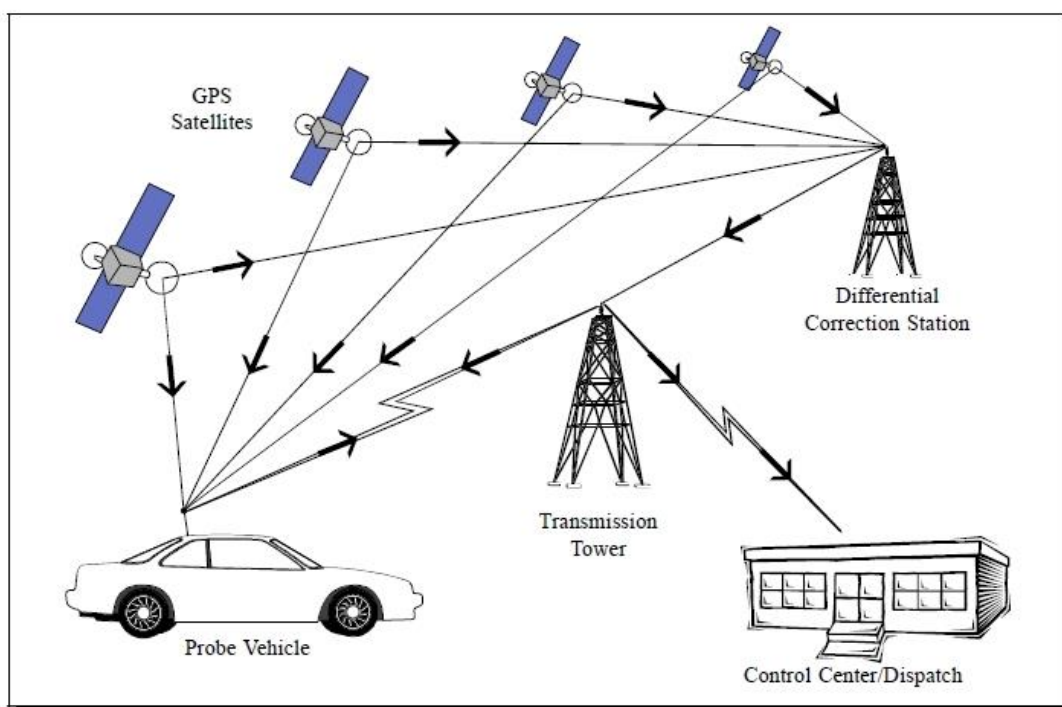 GPS
Satellites
Differential
Correction Station
Transmission
Tower
Probe Vehicle
Control Center/Dispatch